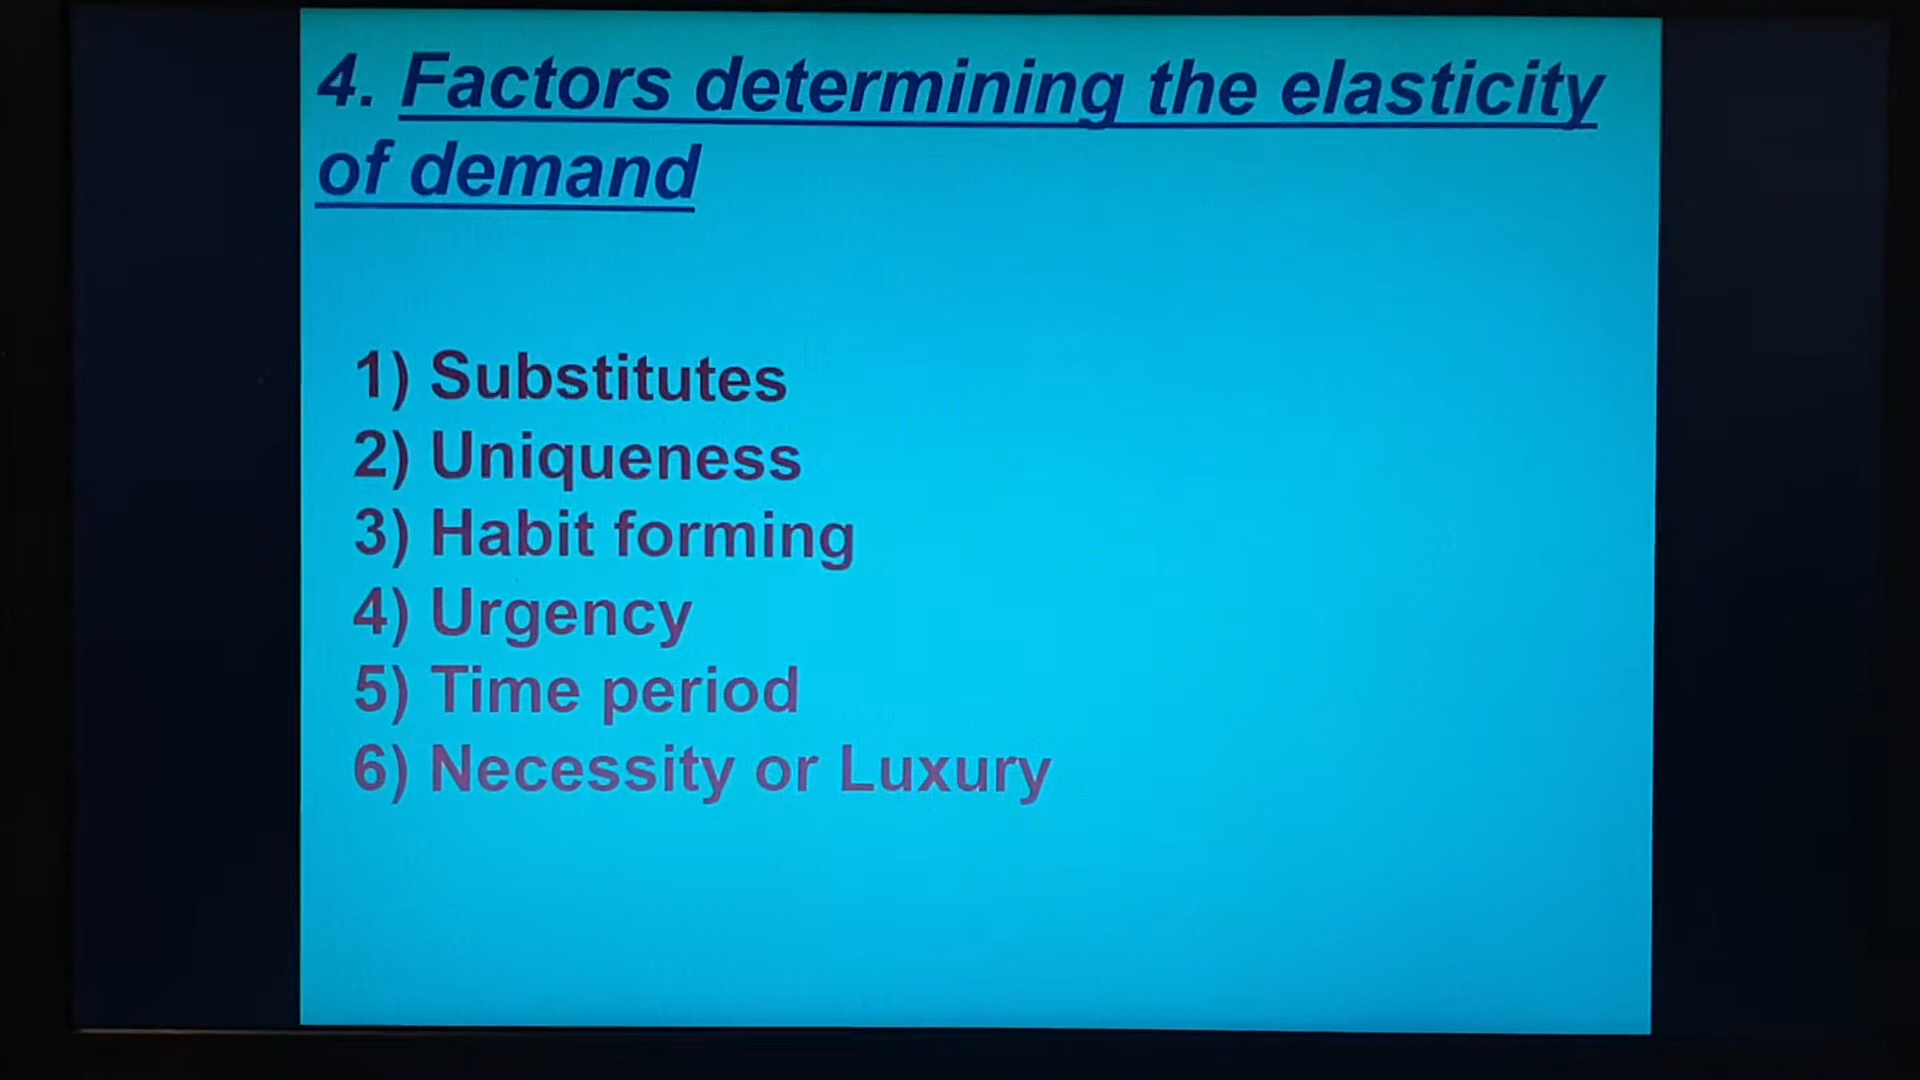 4. Factors determining the elasticity
of demand
1) Substitutes
2) Uniqueness
3) Habit forming
4) Urgency
5) Time period
6) Necessity or Luxury